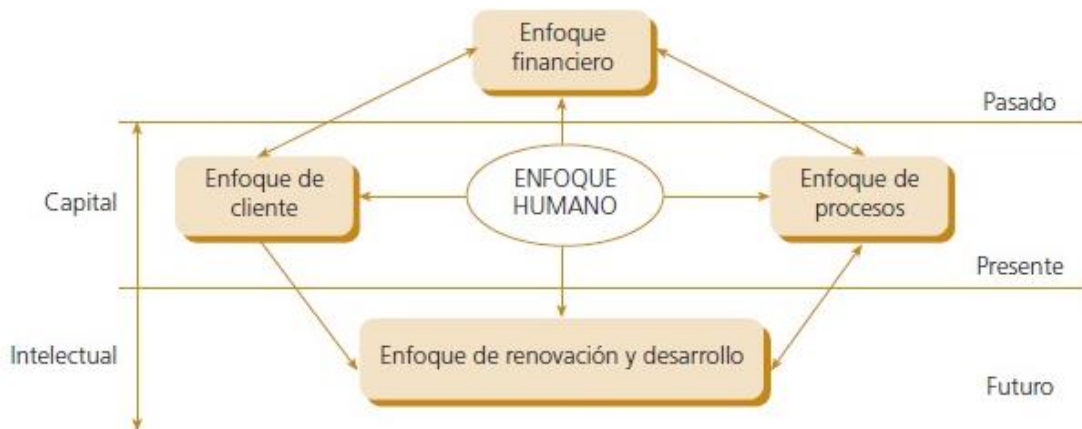 Enfoque
financiero
Pasado
Enfoque de
cliente
ENFOQUE
HUMANO
Enfoque de
procesos
Capital
Presente
Intelectual
Enfoque de renovación y desarrollo
Futuro